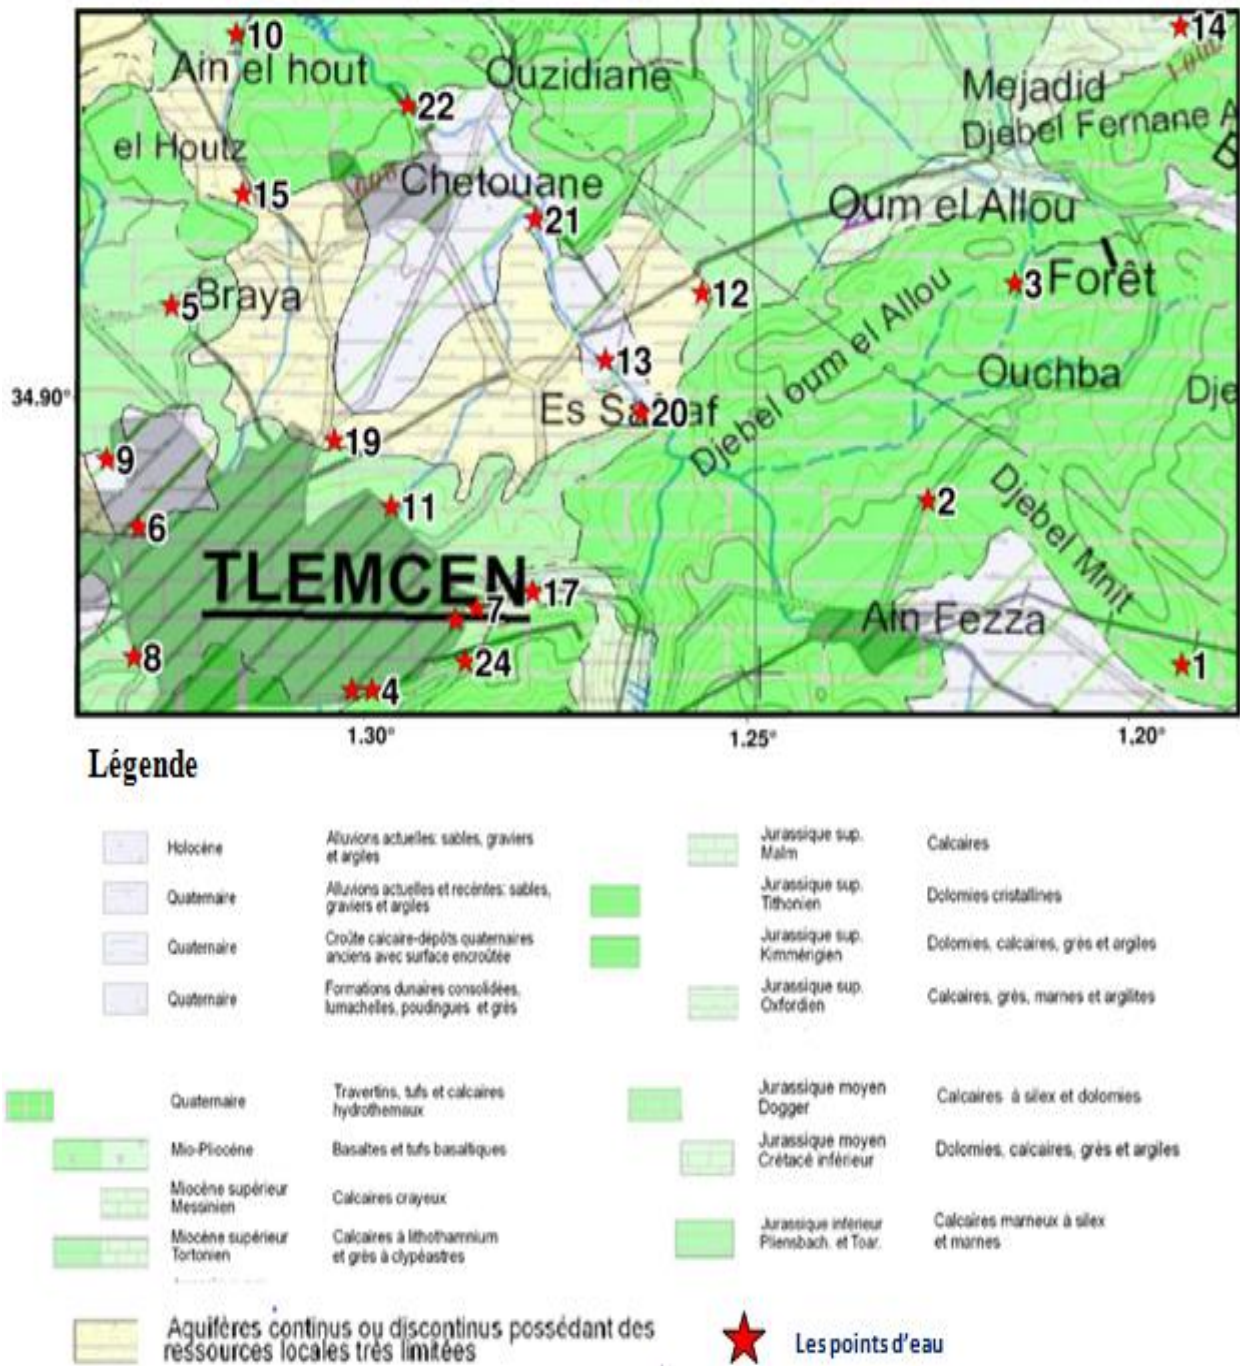 10
14
Ain el hout
Ouzidiane
Mejadid
22
Djebel Fernane A
el Houtz
Chetouane
15
21
Oum el Allou
B
5
Braya
12
3
Forêt
13
Ouchba
34.90°
Dje
Es Sa af
20
Djebel oum el Allou
19
9
11
2
6
Djebel Mnit
TLEMCEN
17
7
Ain Fezza
8
24
1
4
1.30°
1.25°
1.20°
Légende
Holocène
Alluvions actuelles: sables, graviers
et argiles
Quaternaire
Alluvions actuelles et recéntes: sables,
graviers et argiles
Quaternaire
Croûte calcaire-dépôts quaternaires
anciens avec surface encroûtée
Quaternaire
Formations dunaires consolidées,
lumachelles, poudingues et grès
Quaternaire
Travertins, tufs et calcaires
hydrothemaux
Mio-Pliocène
Basaltes et tufs basaltiques
Miocène supérieur
Messinien
Calcaires crayeux
Miocène supérieur
Tortonien
Calcaires à lithothamnium
et grès à clypéastres
Jurassique sup.
Malm
Calcaires
Jurassique sup.
Tithonien
Dolomies cristallines
Jurassique sup.
Kimmérigien
Dolomies, calcaires, grès et argiles
Jurassique sup.
Oxfordien
Calcaires, grès, marnes et argilites
Jurassique moyen
Dogger
Calcaires à silex et dolomies
Jurassique moyen
Crétacé inférieur
Dolomies, calcaires, grès et argiles
Jurassique inférieur
Pliensbach. et Toar.
Calcaires marneux à silex
et marnes
Aquifères continus ou discontinus possédant des
ressources locales très limitées
Les points d'eau